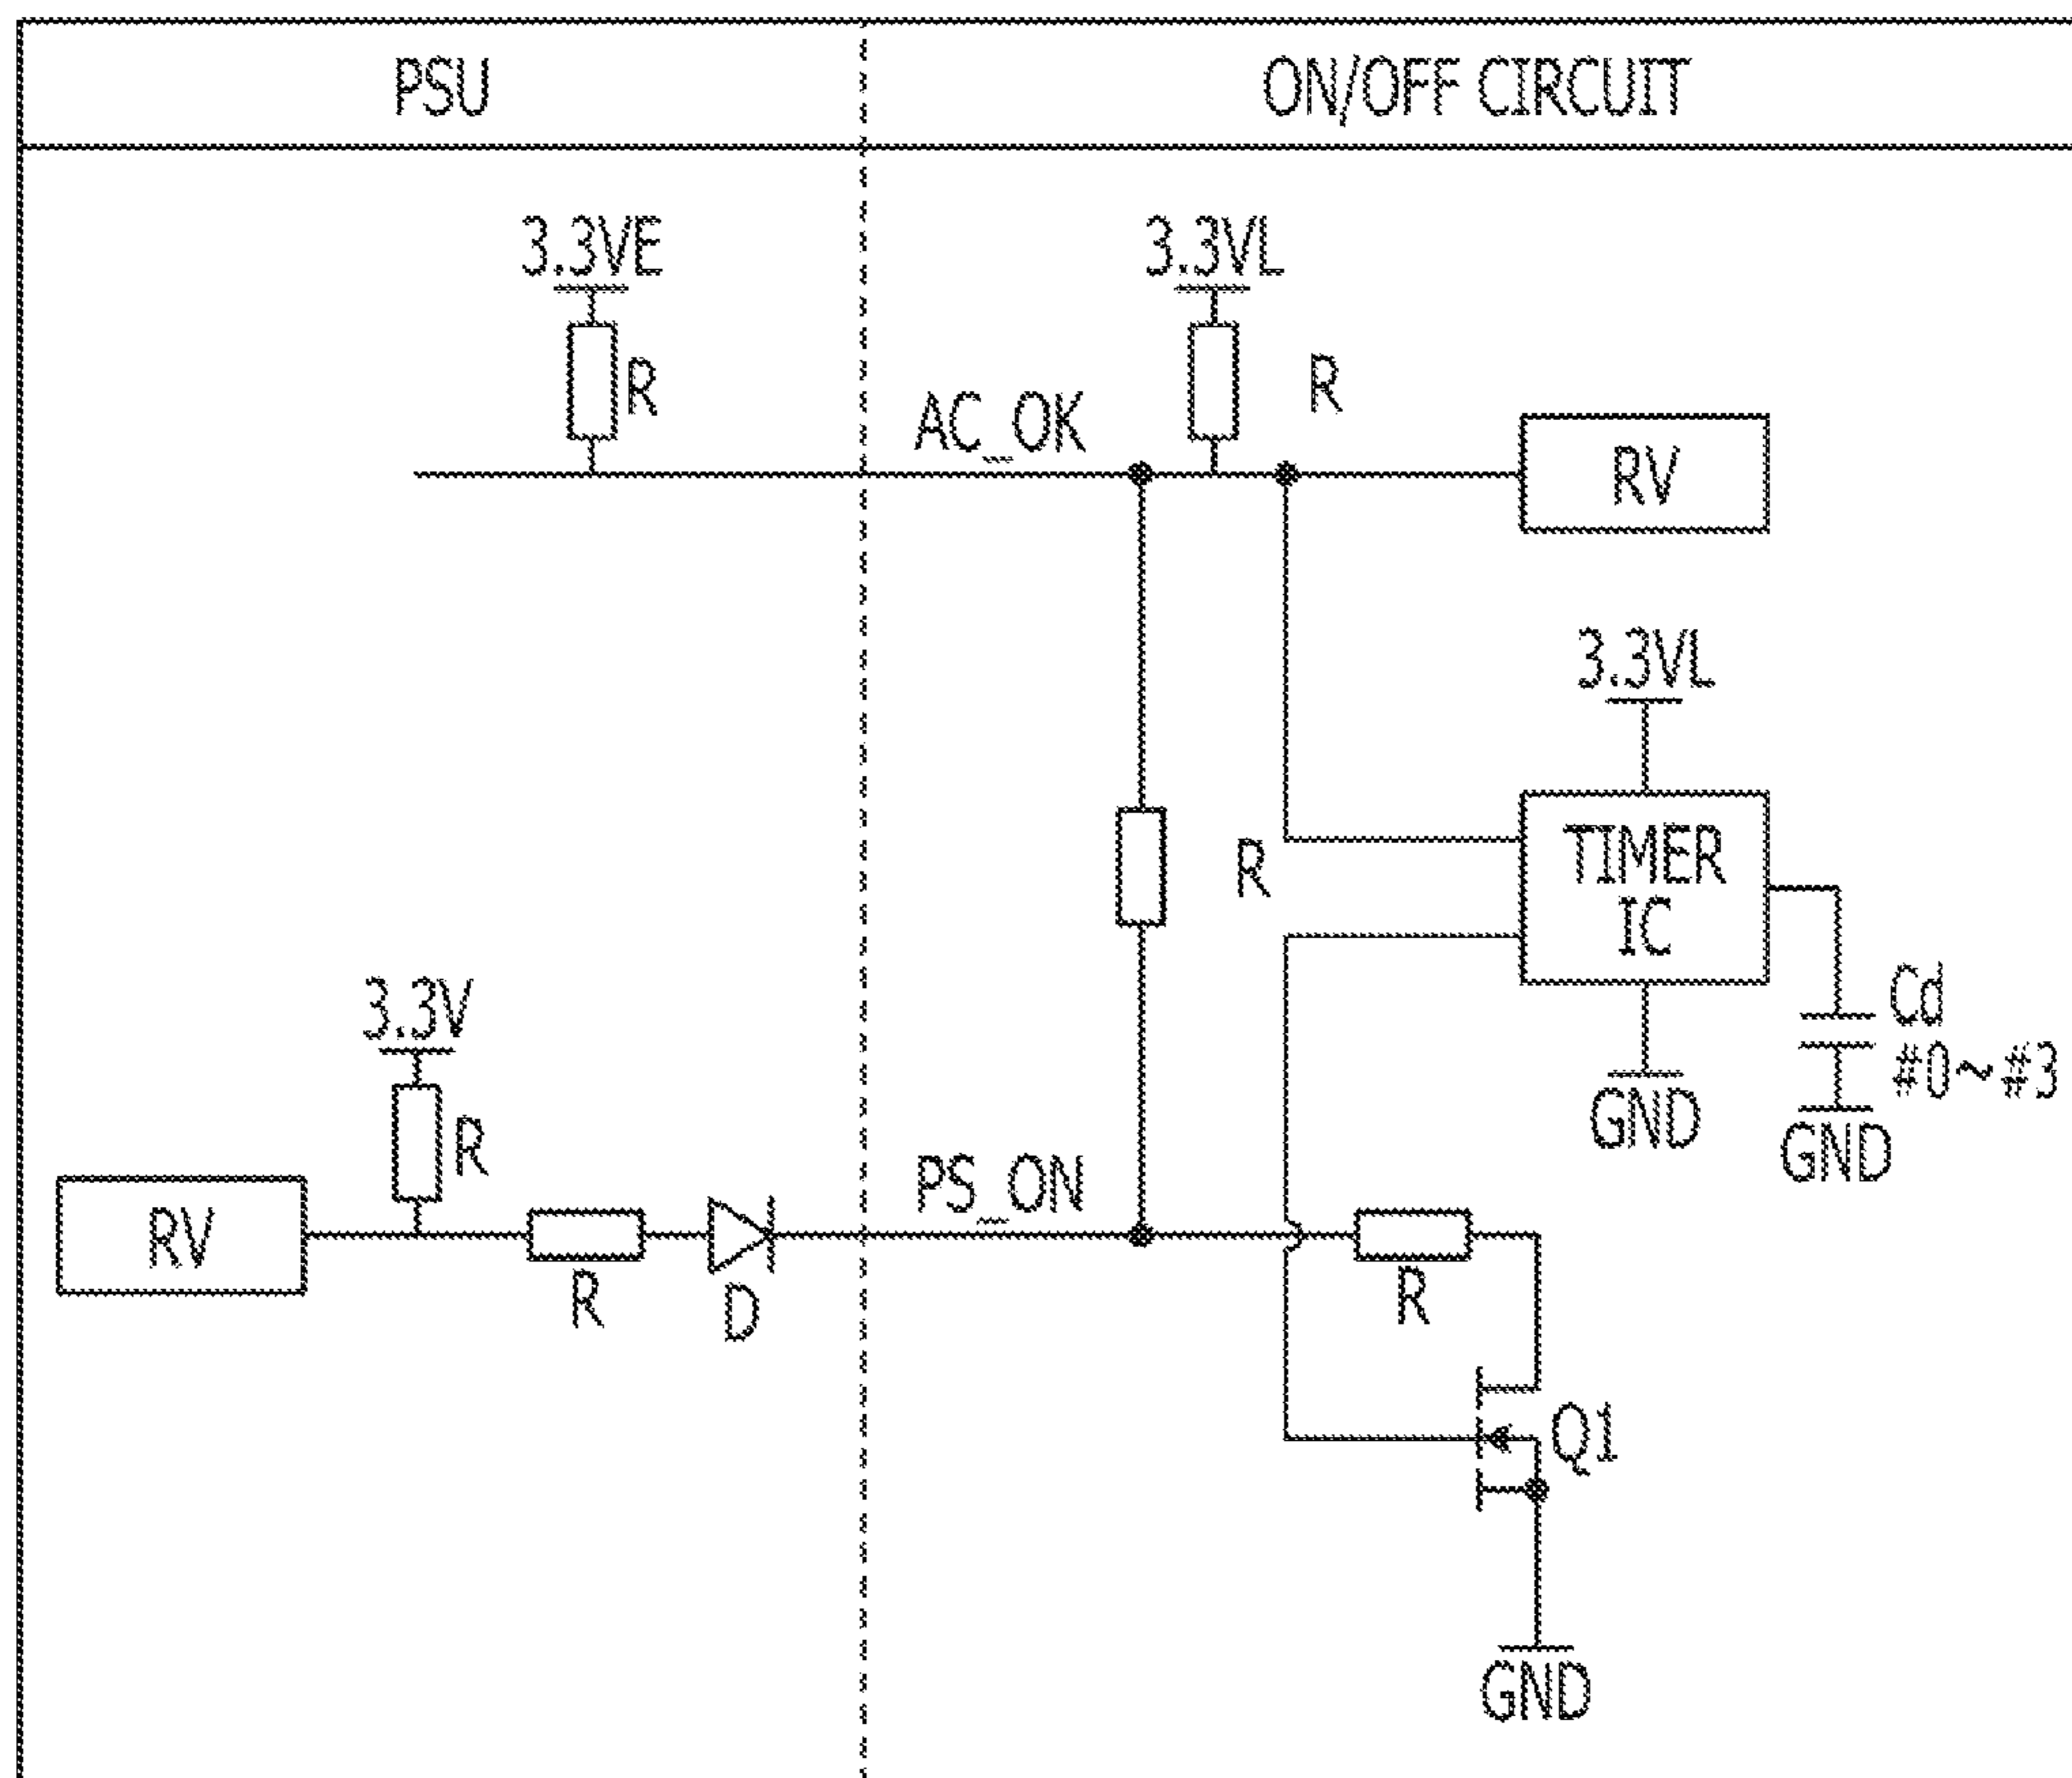 PSU
ON/OFF CIRCUIT
3.3VE
3.3VL
R
R
AC_OK
RV
3.3VL
TIMER
IC
R
Cd
#0~#3
GND
GND
3.3V
R
PS_ON
RV
R
D
R
Q1
GND